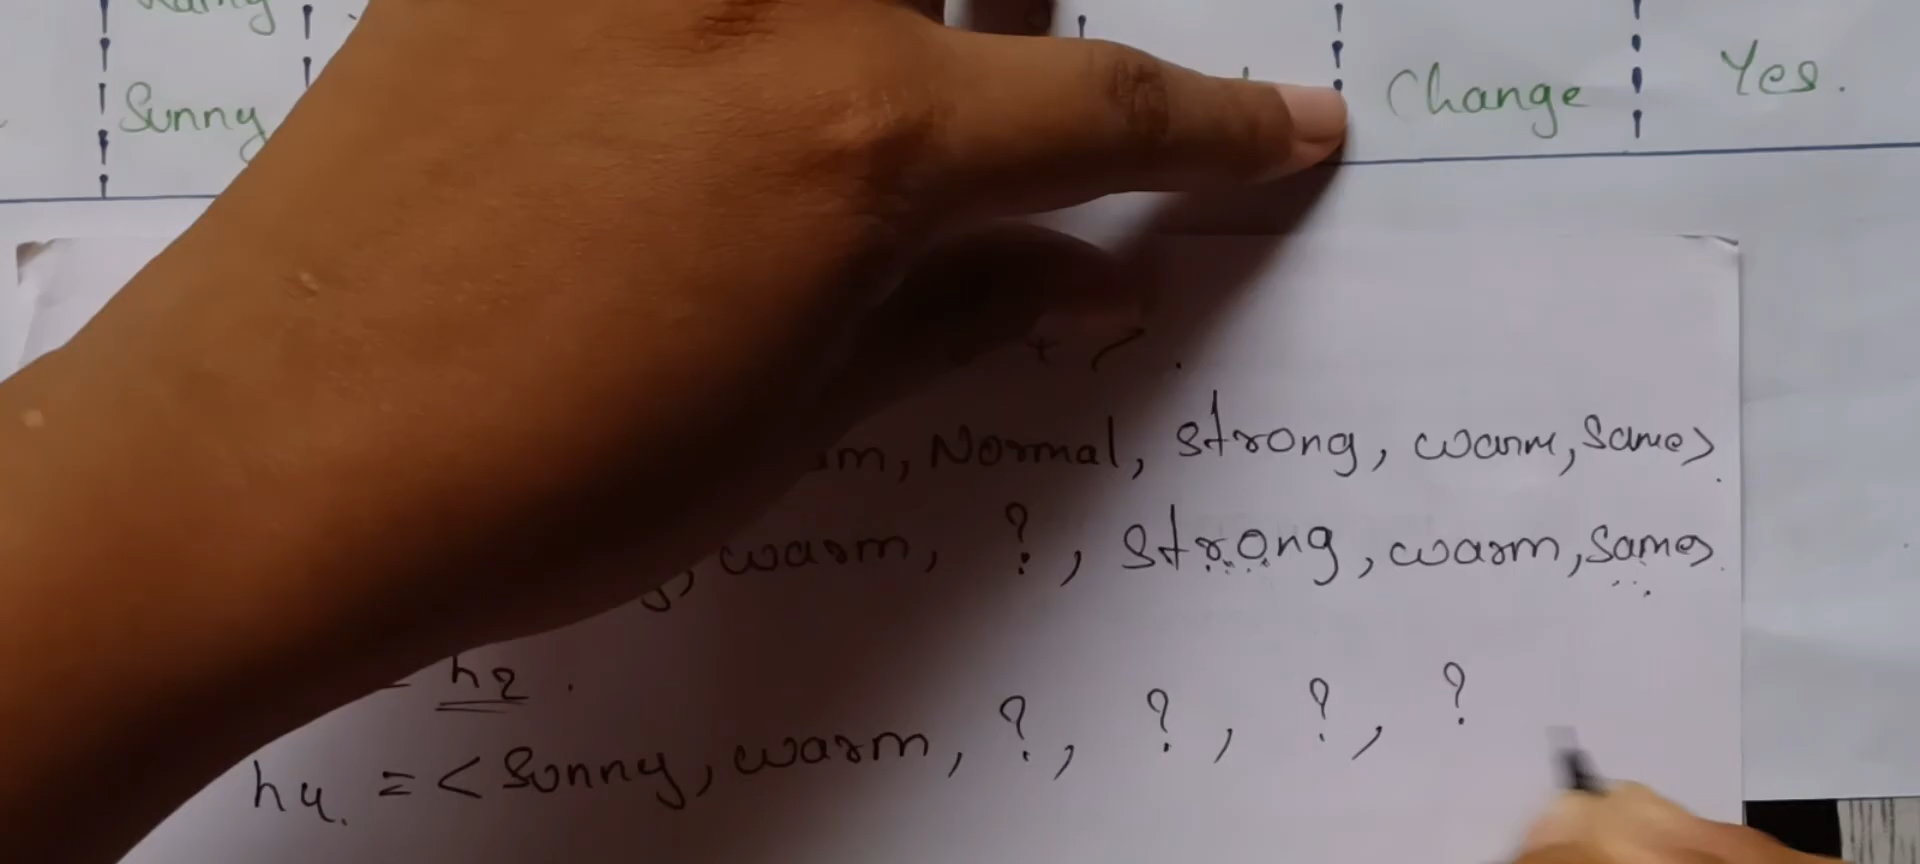 Sunny Change Yes.
m, Normal, strong, warm, Same>
warm, ?, strong, warm, Same>
h2.
h4. = < Sunny, warm, ?, ?, ?, ?